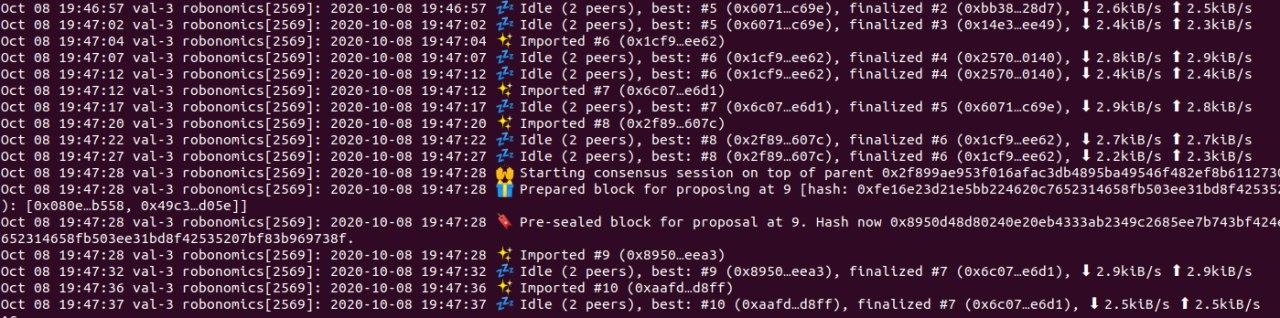 Oct 08 19:46:57 val-3 robonomics[2569]: 2020-10-08 19:46:57 💤 Idle (2 peers), best: #5 (0x6071…c69e), finalized #2 (0xbb38…28d7), ⬇ 2.6kiB/s ⬆ 2.5kiB/s
Oct 08 19:47:02 val-3 robonomics[2569]: 2020-10-08 19:47:02 💤 Idle (2 peers), best: #5 (0x6071…c69e), finalized #3 (0x14e3…ee49), ⬇ 2.4kiB/s ⬆ 2.3kiB/s
Oct 08 19:47:04 val-3 robonomics[2569]: 2020-10-08 19:47:04 ✨ Imported #6 (0x1cf9…ee62)
Oct 08 19:47:07 val-3 robonomics[2569]: 2020-10-08 19:47:07 💤 Idle (2 peers), best: #6 (0x1cf9…ee62), finalized #4 (0x2570…0140), ⬇ 2.8kiB/s ⬆ 2.9kiB/s
Oct 08 19:47:12 val-3 robonomics[2569]: 2020-10-08 19:47:12 💤 Idle (2 peers), best: #6 (0x1cf9…ee62), finalized #4 (0x2570…0140), ⬇ 2.4kiB/s ⬆ 2.4kiB/s
Oct 08 19:47:12 val-3 robonomics[2569]: 2020-10-08 19:47:12 ✨ Imported #7 (0x6c07…e6d1)
Oct 08 19:47:17 val-3 robonomics[2569]: 2020-10-08 19:47:17 💤 Idle (2 peers), best: #7 (0x6c07…e6d1), finalized #5 (0x6071…c69e), ⬇ 2.9kiB/s ⬆ 2.8kiB/s
Oct 08 19:47:20 val-3 robonomics[2569]: 2020-10-08 19:47:20 ✨ Imported #8 (0x2f89…607c)
Oct 08 19:47:22 val-3 robonomics[2569]: 2020-10-08 19:47:22 💤 Idle (2 peers), best: #8 (0x2f89…607c), finalized #6 (0x1cf9…ee62), ⬇ 2.7kiB/s ⬆ 2.7kiB/s
Oct 08 19:47:27 val-3 robonomics[2569]: 2020-10-08 19:47:27 💤 Idle (2 peers), best: #8 (0x2f89…607c), finalized #6 (0x1cf9…ee62), ⬇ 2.2kiB/s ⬆ 2.3kiB/s
Oct 08 19:47:28 val-3 robonomics[2569]: 2020-10-08 19:47:28 🙌 Starting consensus session on top of parent 0x2f899ae953f016afac3db4895ba49546f482ef8b6112730
Oct 08 19:47:28 val-3 robonomics[2569]: 2020-10-08 19:47:28 🎁 Prepared block for proposing at 9 [hash: 0xfe16e23d21e5bb224620c7652314658fb503ee31bd8f425352
): [0x080e…b558, 0x49c3…d05e]]
Oct 08 19:47:28 val-3 robonomics[2569]: 2020-10-08 19:47:28 🔖 Pre-sealed block for proposal at 9. Hash now 0x8950d48d80240e20eb4333ab2349c2685ee7b743bf424e
652314658fb503ee31bd8f42535207bf83b969738f.
Oct 08 19:47:28 val-3 robonomics[2569]: 2020-10-08 19:47:28 ✨ Imported #9 (0x8950…eea3)
Oct 08 19:47:32 val-3 robonomics[2569]: 2020-10-08 19:47:32 💤 Idle (2 peers), best: #9 (0x8950…eea3), finalized #7 (0x6c07…e6d1), ⬇ 2.9kiB/s ⬆ 2.9kiB/s
Oct 08 19:47:36 val-3 robonomics[2569]: 2020-10-08 19:47:36 ✨ Imported #10 (0xaafd…d8ff)
Oct 08 19:47:37 val-3 robonomics[2569]: 2020-10-08 19:47:37 💤 Idle (2 peers), best: #10 (0xaafd…d8ff), finalized #7 (0x6c07…e6d1), ⬇ 2.5kiB/s ⬆ 2.5kiB/s